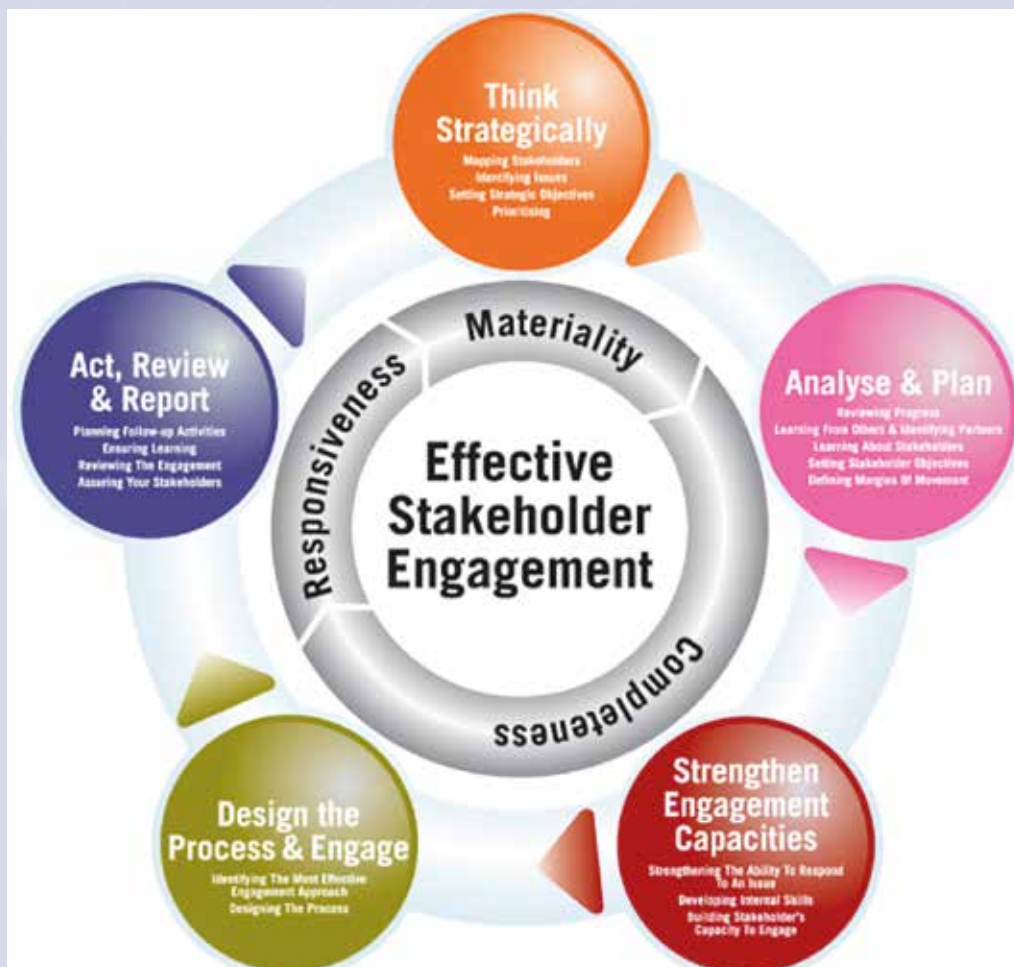 Think
Strategically
Mapping Stakeholders
Identifying Issues
Setting Strategic Objectives
Prioritising
Analyse & Plan
Reviewing Progress
Learning From Others & Identifying Partners
Learning About Stakeholders
Setting Stakeholder Objectives
Defining Margins Of Movement
Strengthen
Engagement
Capacities
Strengthening The Ability To Respond
To An Issue
Developing Internal Skills
Building Stakeholder's
Capacity To Engage
Design the
Process & Engage
Identifying The Most Effective
Engagement Approach
Designing The Process
Act, Review
& Report
Planning Follow-up Activities
Ensuring Learning
Reviewing The Engagement
Assuring Your Stakeholders
Materiality
Completeness
Responsiveness
Effective
Stakeholder
Engagement